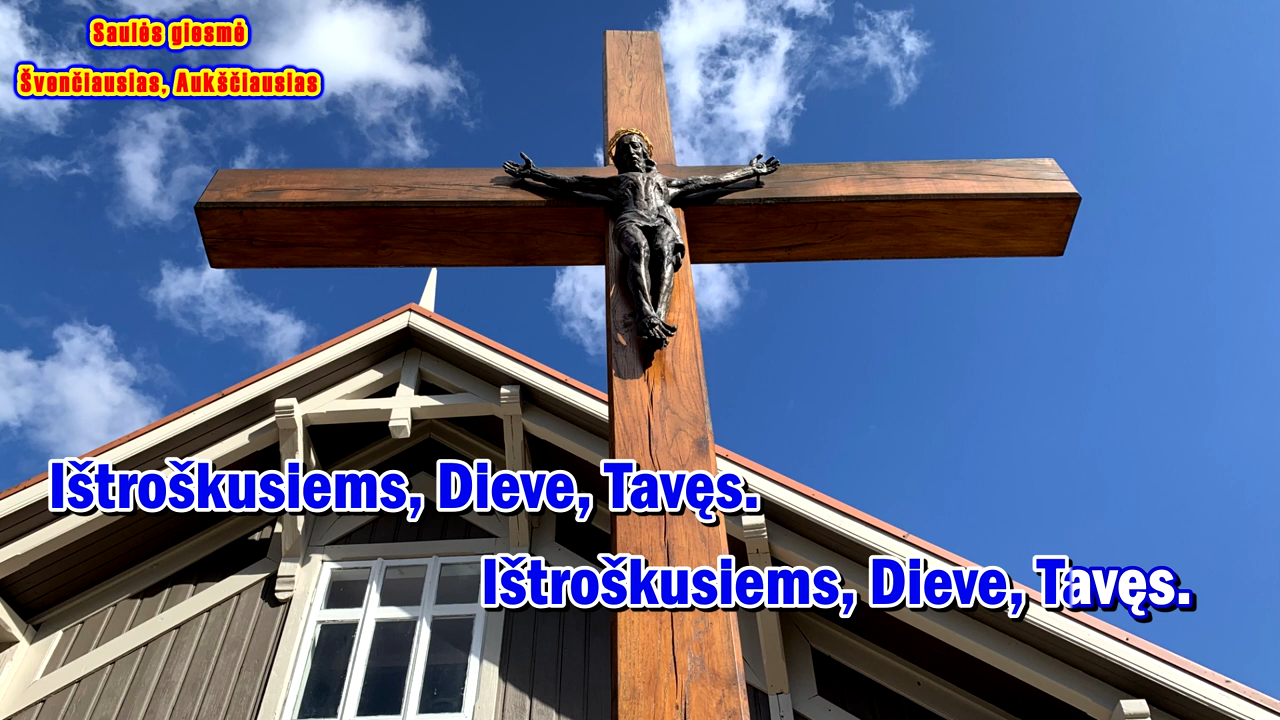 Saulės giesmė
Švenčiausias, Aukščiausias
Ištroškusiems, Dieve, Tavęs.
Ištroškusiems, Dieve, Tavęs.